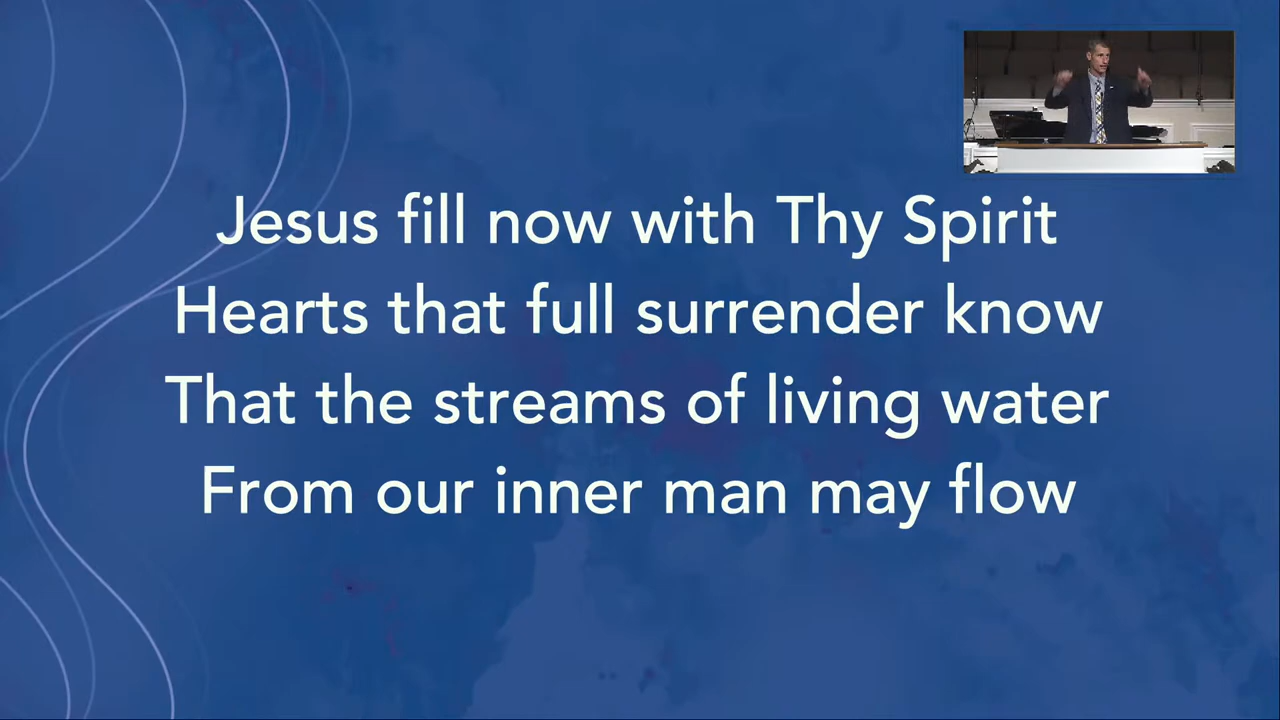 Jesus fill now with Thy Spirit
Hearts that full surrender know
That the streams of living water
From our inner man may flow